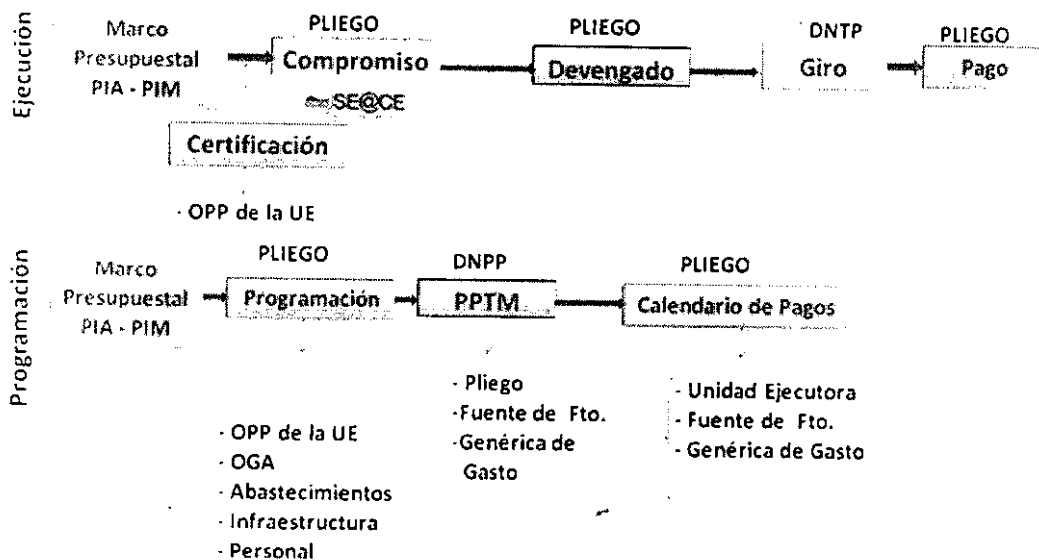 Ejecución
Marco
Presupuestal
PIA - PIM
PLIEGO
Compromiso
SE@CE
Certificación
· OPP de la UE
PLIEGO
Devengado
DNTP
Giro
PLIEGO
Pago
Programación
Marco
Presupuestal
PIA - PIM
PLIEGO
Programación
· OPP de la UE
· OGA
· Abastecimientos
· Infraestructura
· Personal
DNPP
PPTM
· Pliego
· Fuente de Fto.
· Genérica de
Gasto
PLIEGO
Calendario de Pagos
· Unidad Ejecutora
· Fuente de Fto.
· Genérica de Gasto